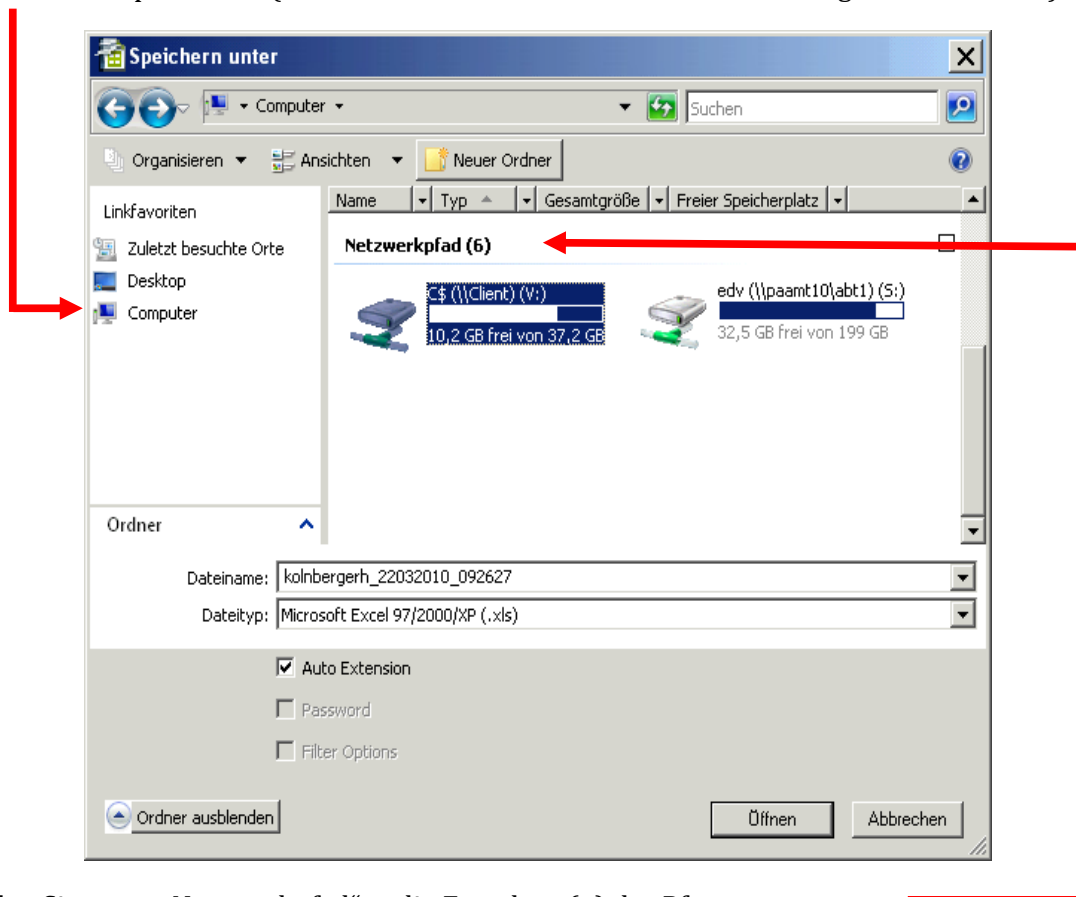 Speichern unter
Computer
Suchen
Organisieren Ansichten Neuer Ordner
Linkfavoriten
Zuletzt besuchte Orte
Desktop
Computer
Ordner
Name Typ Gesamtgröße Freier Speicherplatz
Netzwerkpfad (6)
C$ (\\Client) (V:)
10,2 GB frei von 37,2 GB
edv (\\paamt10\abt1) (S:)
32,5 GB frei von 199 GB
Dateiname: kolnbergerh_22032010_092627
Dateityp: Microsoft Excel 97/2000/XP (.xls)
Auto Extension
Password
Filter Options
Ordner ausblenden
Öffnen Abbrechen